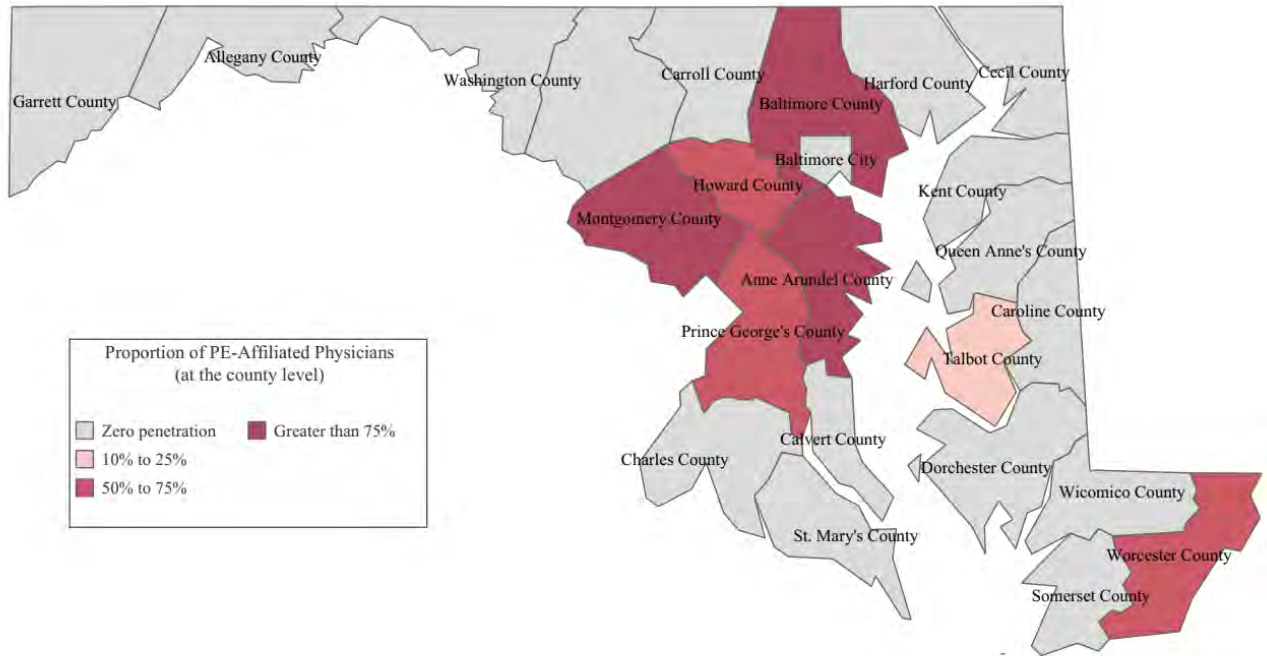 Allegany County
Garrett County
Washington County
Carroll County
Harford County
Cecil County
Baltimore County
Baltimore City
Howard County
Kent County
Montgomery County
Queen Anne's County
Anne Arundel County
Caroline County
Prince George's County
Talbot County
Calvert County
Charles County
Dorchester County
Wicomico County
St. Mary's County
Worcester County
Somerset County
Proportion of PE-Affiliated Physicians
(at the county level)
Zero penetration
Greater than 75%
10% to 25%
50% to 75%